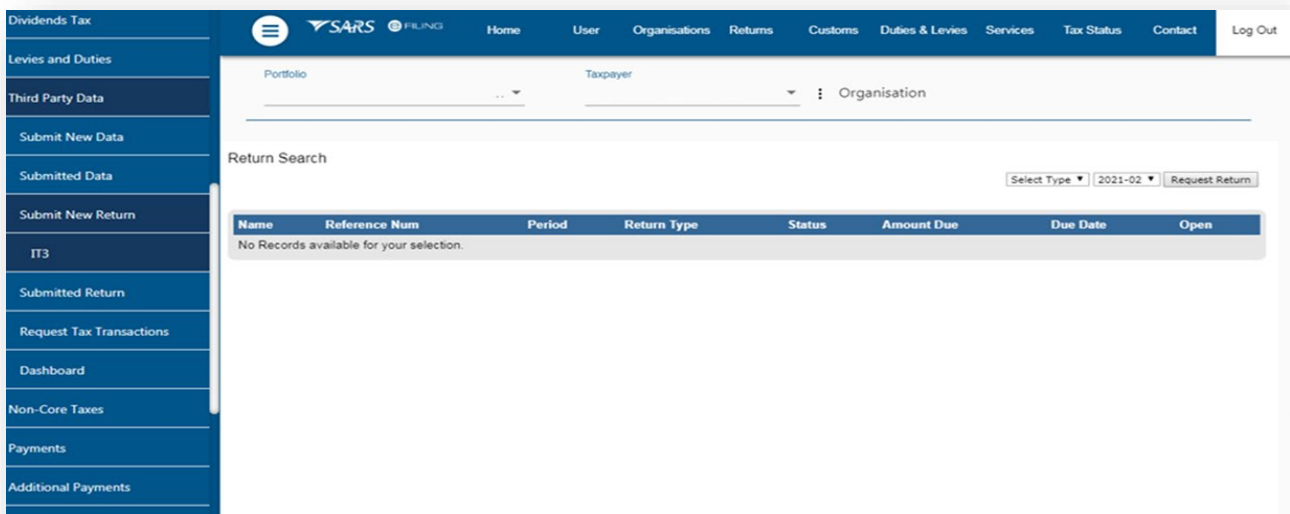 Dividends Tax
Levies and Duties
Third Party Data
Submit New Data
Submitted Data
Submit New Return
IT3
Submitted Return
Request Tax Transactions
Dashboard
Non-Core Taxes
Payments
Additional Payments
SARS e FILING Home User Organisations Returns Customs Duties & Levies Services Tax Status Contact Log Out
Portfolio Taxpayer
.. Organisation
Return Search
Select Type 2021-02 Request Return
Name Reference Num Period Return Type Status Amount Due Due Date Open
No Records available for your selection.